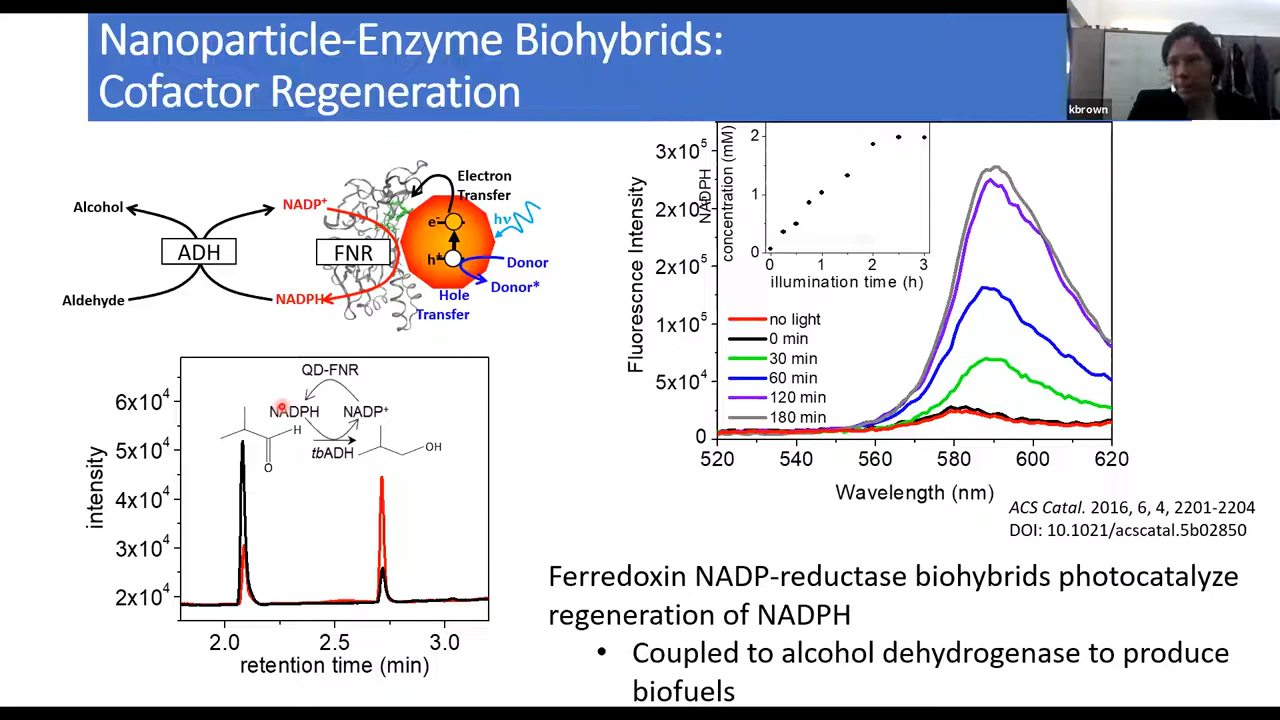 Nanoparticle-Enzyme Biohybrids:
Cofactor Regeneration
kbrown
Electron
Transfer
Alcohol
NADP⁺
hν
e⁻
ADH
FNR
h⁺
Donor
Donor*
Aldehyde
NADPH
Hole
Transfer
QD-FNR
NADPH
NADP⁺
H
O
tbADH
OH
6x10⁴
5x10⁴
4x10⁴
3x10⁴
2x10⁴
intensity
2.0 2.5 3.0
retention time (min)
NADPH
concentration (mM)
2
1
0
0 1 2 3
illumination time (h)
3x10⁵
2x10⁵
2x10⁵
1x10⁵
5x10⁴
0
Fluorescence Intensity
no light
0 min
30 min
60 min
120 min
180 min
520 540 560 580 600 620
Wavelength (nm)
ACS Catal. 2016, 6, 4, 2201-2204
DOI: 10.1021/acscatal.5b02850
Ferredoxin NADP-reductase biohybrids photocatalyze
regeneration of NADPH
• Coupled to alcohol dehydrogenase to produce
biofuels